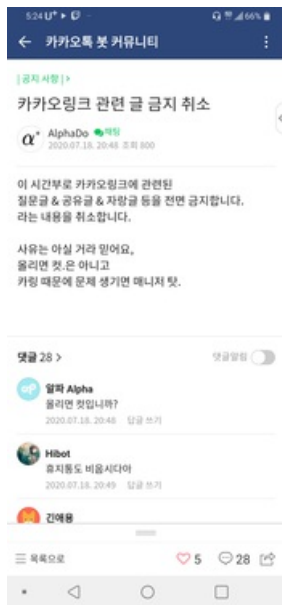 5:24 U+
66%
카카오톡 봇 커뮤니티
| 공지 사항 | >
카카오링크 관련 글 금지 취소
AlphaDo 채팅
2020.07.18. 20:48 조회 800
이 시간부로 카카오링크에 관련된
질문글 & 공유글 & 자랑글 등을 전면 금지합니다.
라는 내용을 취소합니다.
사유는 아실 거라 믿어요,
올리면 컷.은 아니고
카링 때문에 문제 생기면 매니저 탓.
댓글 28 >
댓글알림
알파 Alpha
올리면 컷입니까?
2020.07.18. 20:48 답글 쓰기
Hibot
휴지통도 비웁시다아
2020.07.18. 20:49 답글 쓰기
긴애용
목록으로
5
28